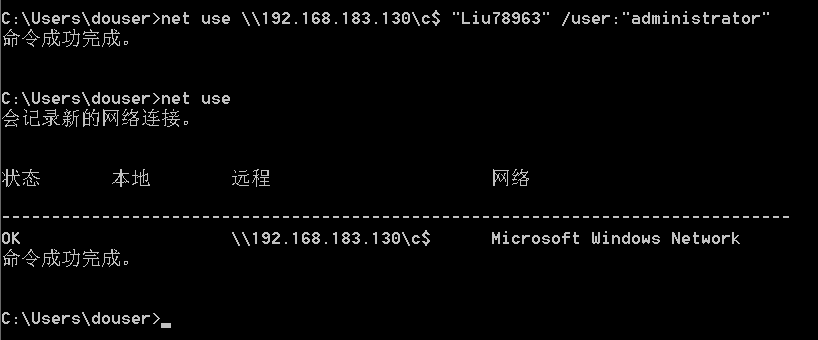 C:\Users\douser>net use \\192.168.183.130\c$ "Liu78963" /user:"administrator"
命令成功完成。
C:\Users\douser>net use
会记录新的网络连接。
状态 本地 远程 网络
-------------------------------------------------------------------------------
OK \\192.168.183.130\c$ Microsoft Windows Network
命令成功完成。
C:\Users\douser>_